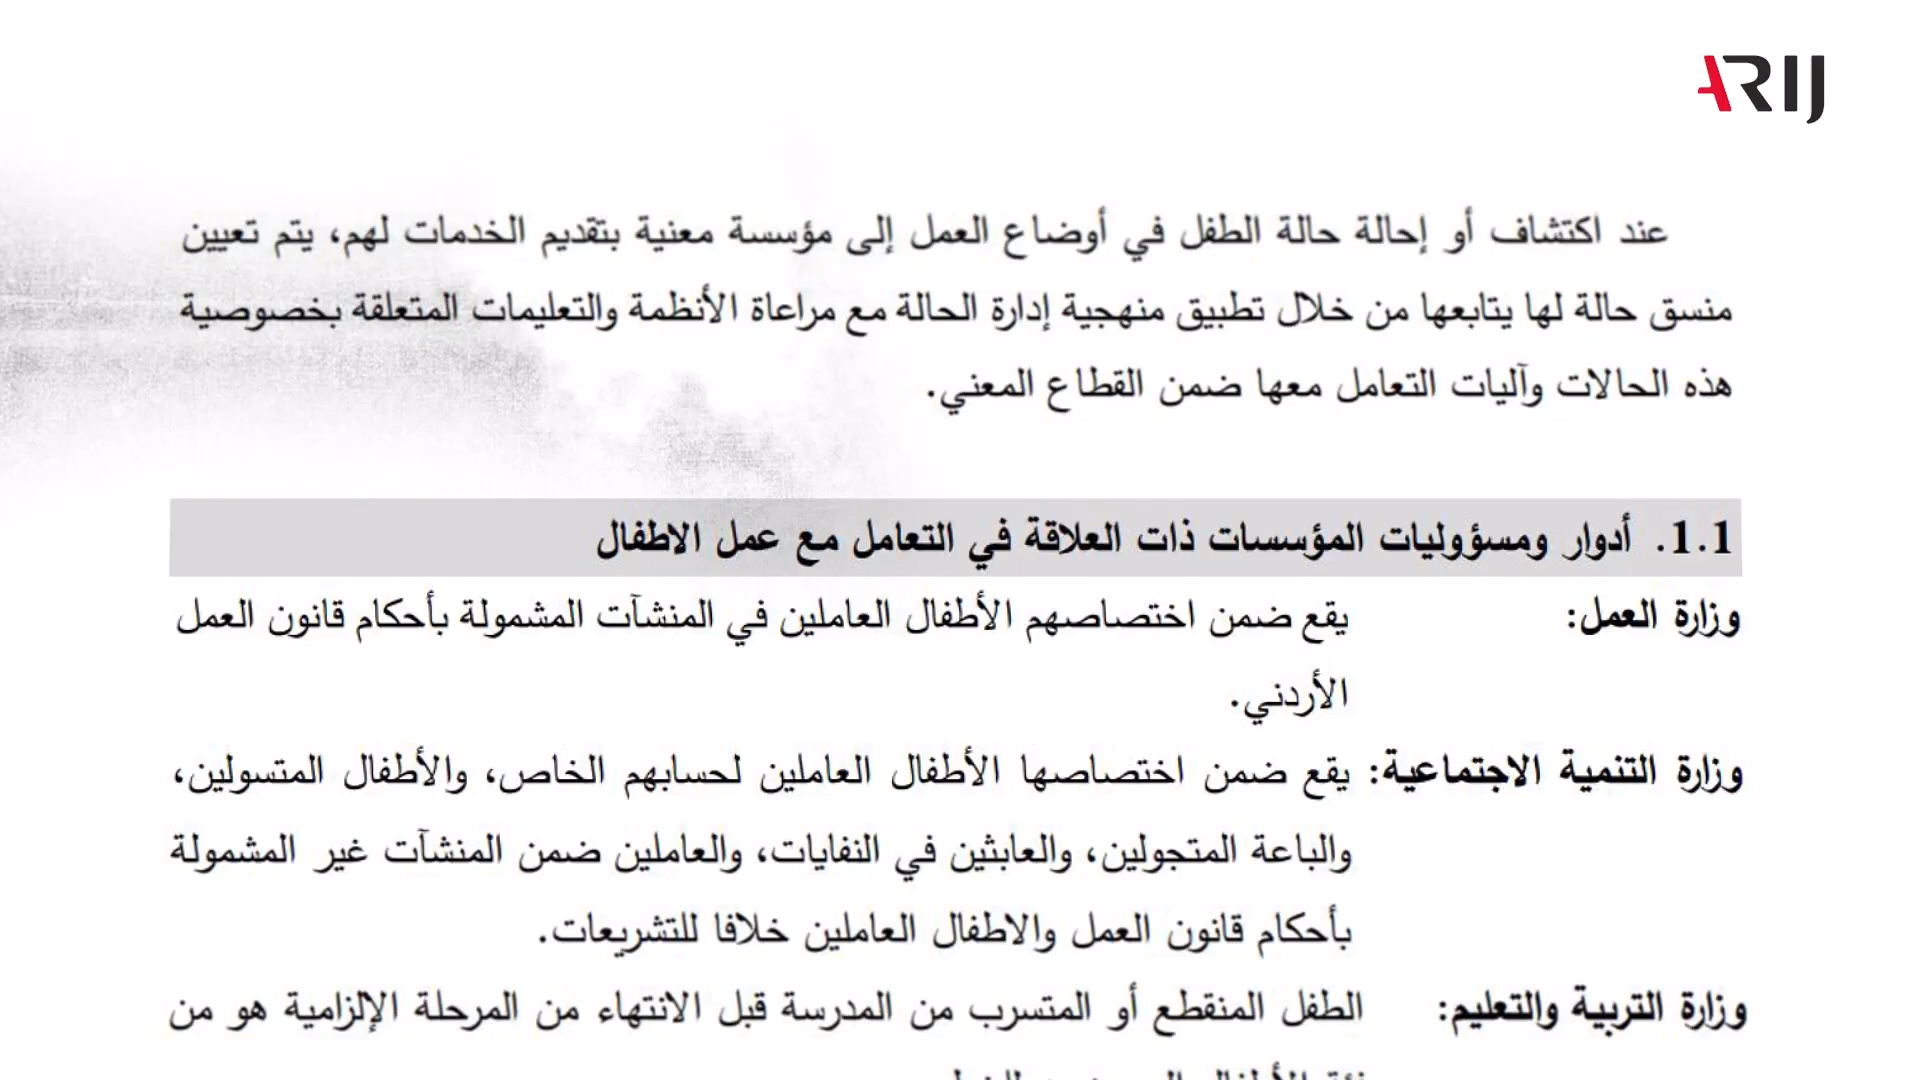 ARIJ
عند اكتشاف أو إحالة حالة الطفل في أوضاع العمل إلى مؤسسة معنية بتقديم الخدمات لهم، يتم تعيين
منسق حالة لها يتابعها من خلال تطبيق منهجية إدارة الحالة مع مراعاة الأنظمة والتعليمات المتعلقة بخصوصية
هذه الحالات وآليات التعامل معها ضمن القطاع المعني.
1.1. أدوار ومسؤوليات المؤسسات ذات العلاقة في التعامل مع عمل الاطفال
وزارة العمل: يقع ضمن اختصاصهم الأطفال العاملين في المنشآت المشمولة بأحكام قانون العمل
الأردني.
وزارة التنمية الاجتماعية: يقع ضمن اختصاصها الأطفال العاملين لحسابهم الخاص، والأطفال المتسولين،
والباعة المتجولين، والعابثين في النفايات، والعاملين ضمن المنشآت غير المشمولة
بأحكام قانون العمل والاطفال العاملين خلافا للتشريعات.
وزارة التربية والتعليم: الطفل المنقطع أو المتسرب من المدرسة قبل الانتهاء من المرحلة الإلزامية هو من